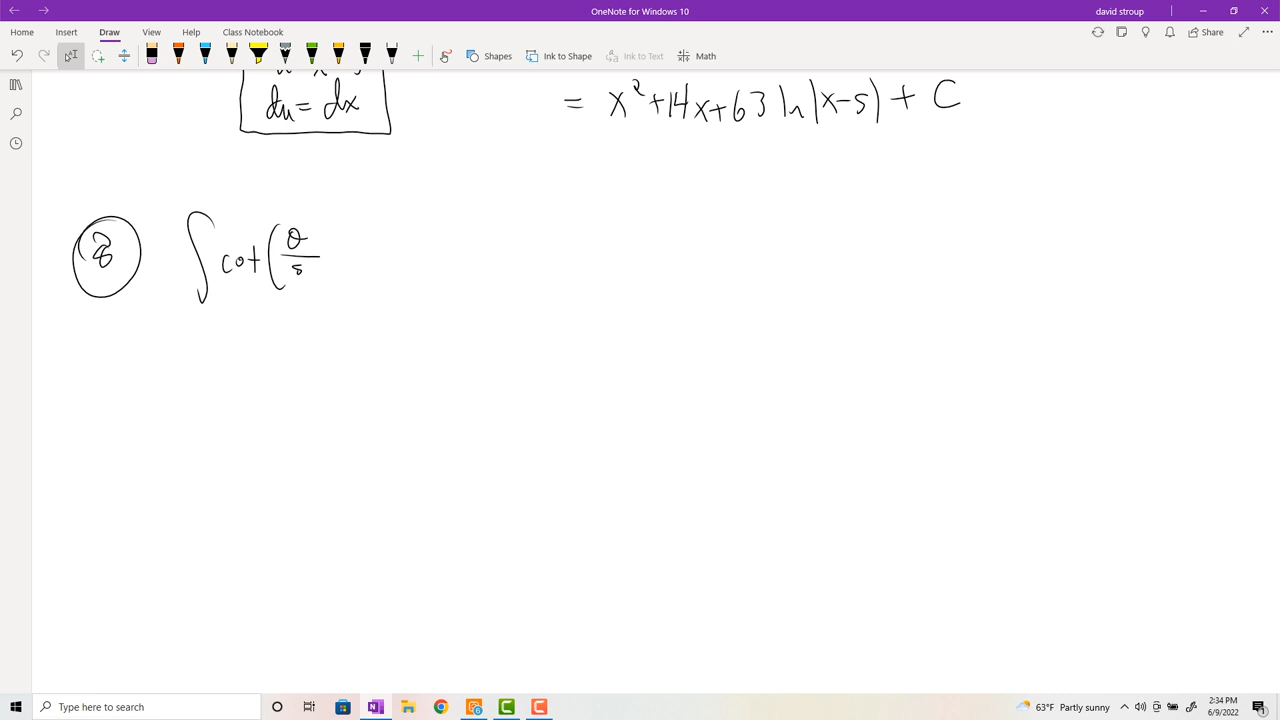 OneNote for Windows 10
david stroup
Home Insert Draw View Help Class Notebook
Share
Shapes Ink to Shape Ink to Text Math
du = dx
= x² + 14x + 63 ln|x-5| + C
8 ∫ cot(θ/8
Type here to search
63°F Partly sunny
2:34 PM
6/9/2022